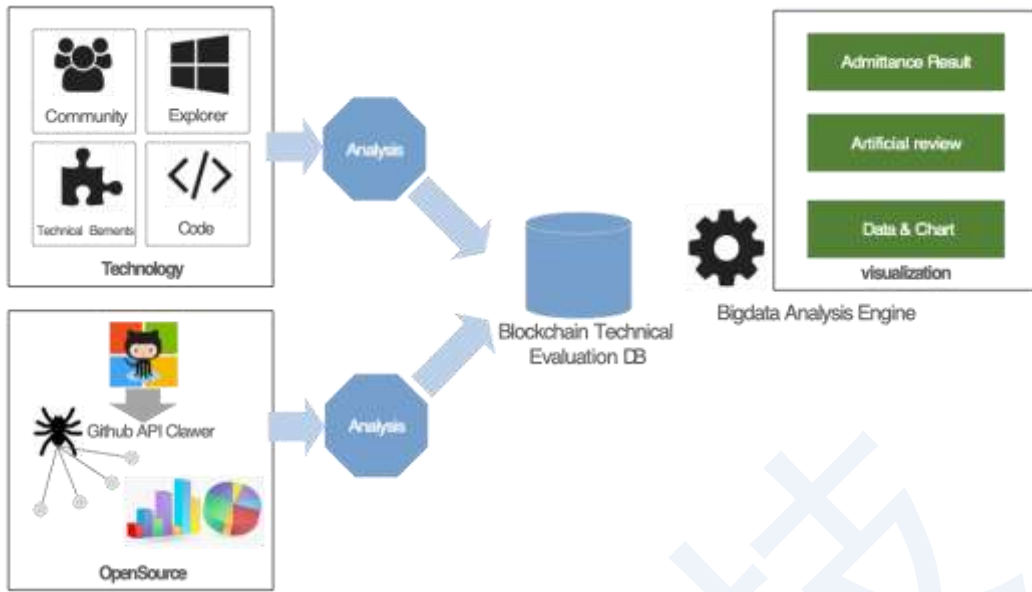 Community
Explorer
Technical Elements
Code
Technology
Analysis
Admittance Result
Artificial review
Data & Chart
visualization
Bigdata Analysis Engine
Blockchain Technical
Evaluation DB
Github API Clawer
Analysis
OpenSource